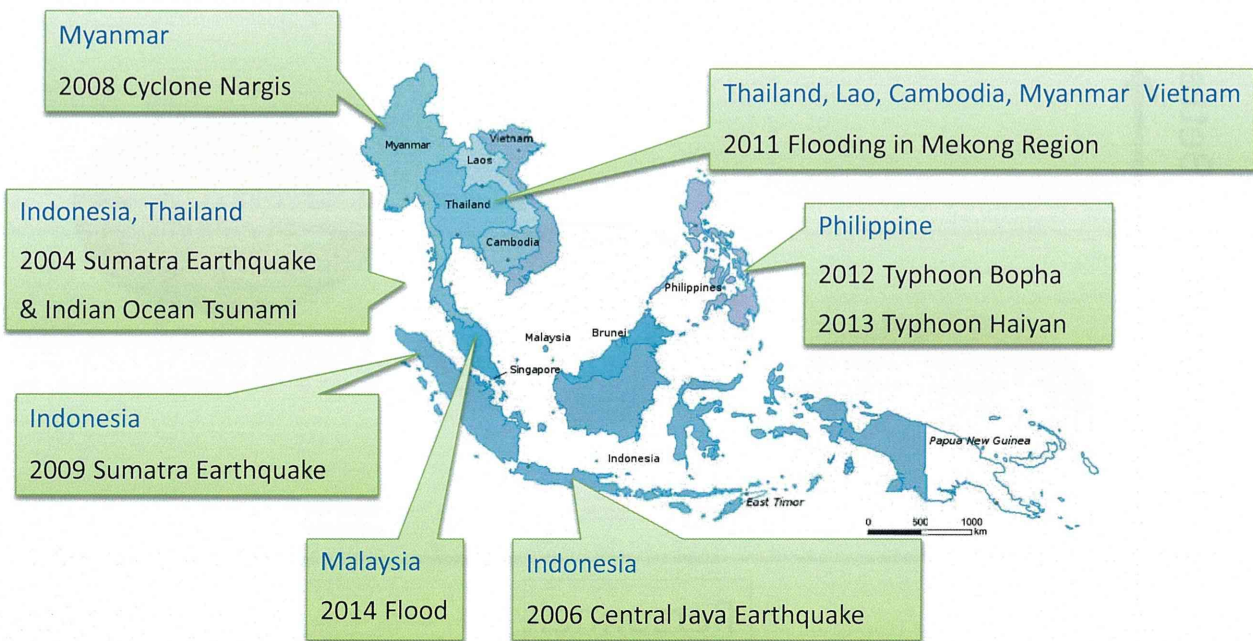 Myanmar
2008 Cyclone Nargis
Thailand, Lao, Cambodia, Myanmar Vietnam
2011 Flooding in Mekong Region
Indonesia, Thailand
2004 Sumatra Earthquake
& Indian Ocean Tsunami
Philippine
2012 Typhoon Bopha
2013 Typhoon Haiyan
Indonesia
2009 Sumatra Earthquake
Malaysia
2014 Flood
Indonesia
2006 Central Java Earthquake
Myanmar
Vietnam
Laos
Thailand
Cambodia
Philippines
Malaysia
Brunei
Singapore
Indonesia
Papua New Guinea
East Timor
0 500 1000
km